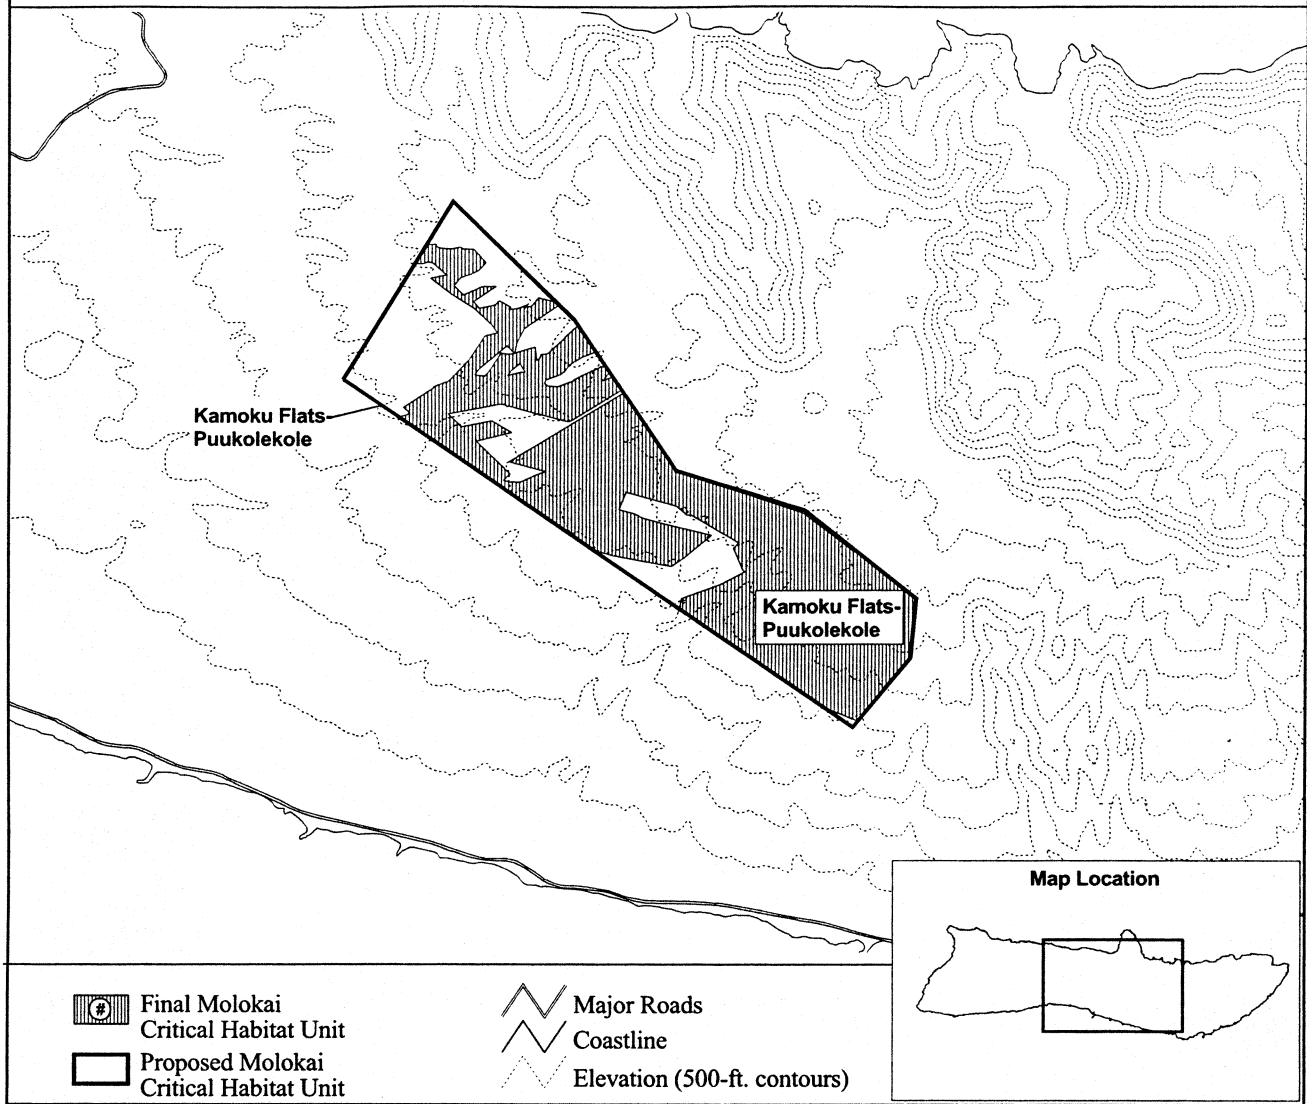 Kamoku Flats-
Puukolekole
Kamoku Flats-
Puukolekole
Map Location
#
Final Molokai
Critical Habitat Unit
Proposed Molokai
Critical Habitat Unit
Major Roads
Coastline
Elevation (500-ft. contours)